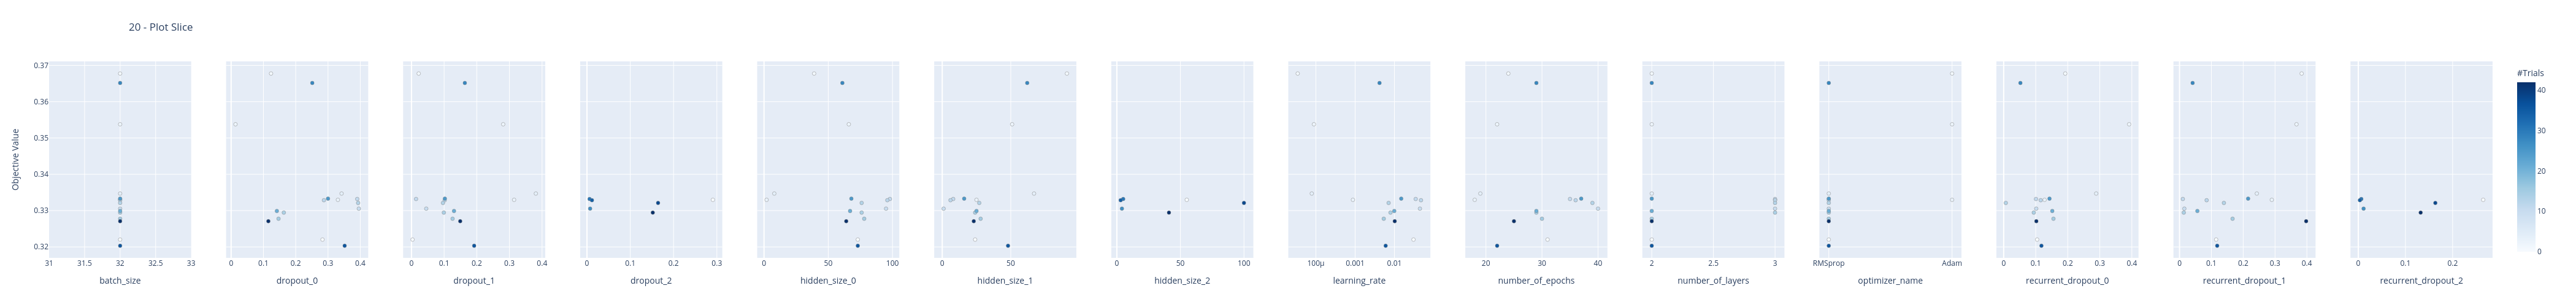 20 - Plot Slice
#Trials
Objective Value
0.37
0.36
0.35
0.34
0.33
0.32
40
30
20
10
0
31 31.5 32 32.5 33
0 0.1 0.2 0.3 0.4
0 0.1 0.2 0.3 0.4
0 0.1 0.2 0.3
0 50 100
0 50
0 50 100
100μ 0.001 0.01
20 30 40
2 2.5 3
RMSprop Adam
0 0.1 0.2 0.3 0.4
0 0.1 0.2 0.3 0.4
0 0.2
batch_size
dropout_0
dropout_1
dropout_2
hidden_size_0
hidden_size_1
hidden_size_2
learning_rate
number_of_epochs
number_of_layers
optimizer_name
recurrent_dropout_0
recurrent_dropout_1
recurrent_dropout_2